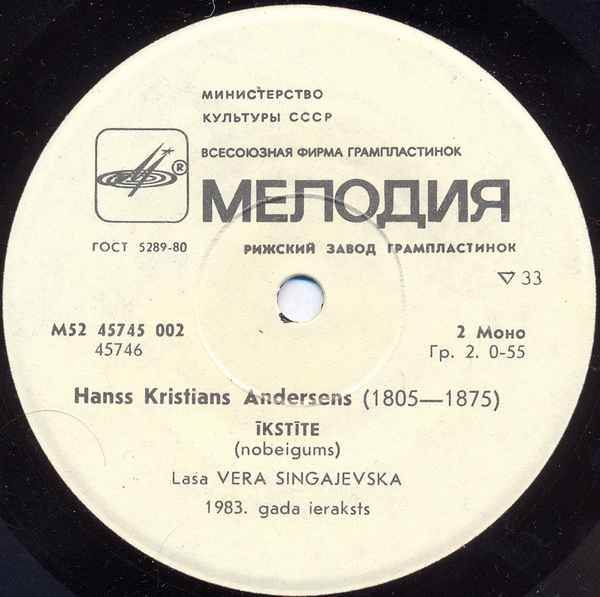 МИНИСТЕРСТВО
КУЛЬТУРЫ СССР
ВСЕСОЮЗНАЯ ФИРМА ГРАМПЛАСТИНОК
® МЕЛОДИЯ
ГОСТ 5289-80 РИЖСКИЙ ЗАВОД ГРАМПЛАСТИНОК
▽ 33
М52 45745 002 2 Моно
45746 Гр. 2. 0-55
Hanss Kristians Andersens (1805—1875)
ĪKSTĪTE
(nobeigums)
Lasa VERA SINGAJEVSKA
1983. gada ieraksts